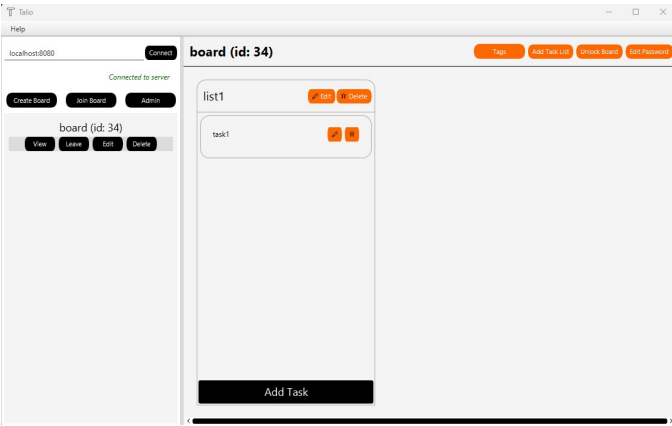 Talio
Help
localhost:8080 Connect
Connected to server
Create Board Join Board Admin
board (id: 34)
View Leave Edit Delete
board (id: 34) Tags Add Task List Unlock Board Edit Password
list1 Edit Delete
task1
Add Task